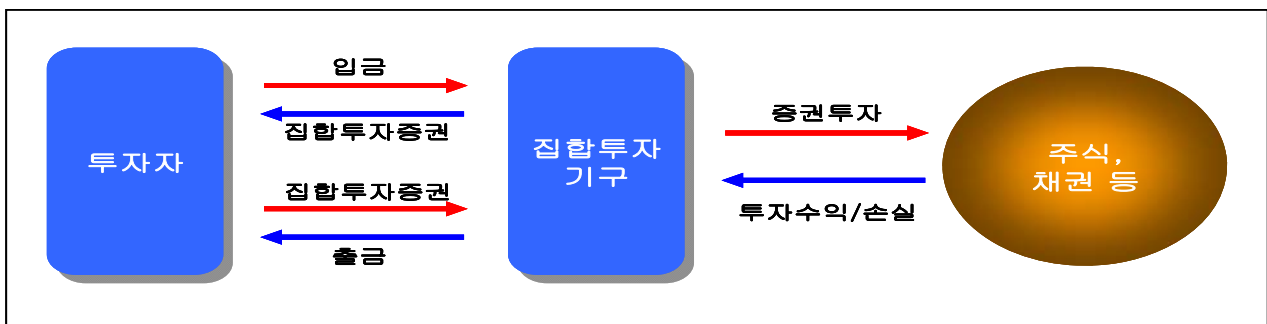 투자자
입금
집합투자증권
집합투자증권
출금
집합투자
기구
증권투자
투자수익/손실
주식,
채권 등